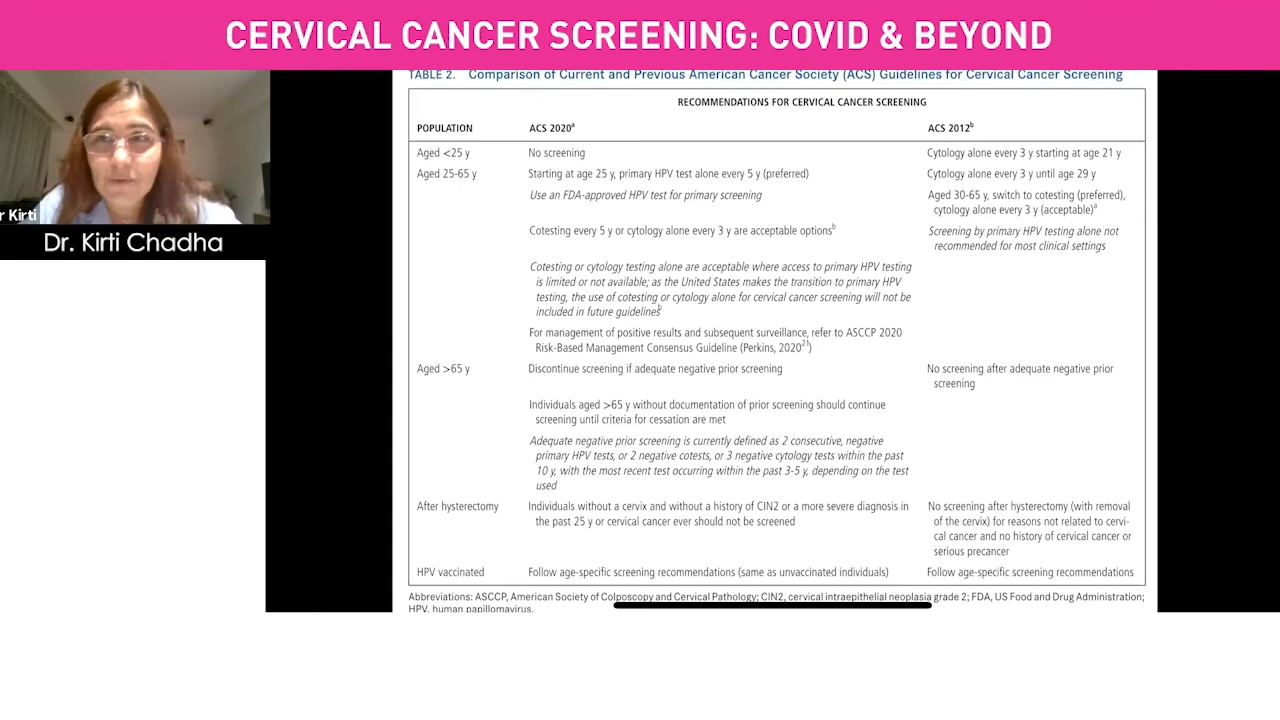 CERVICAL CANCER SCREENING: COVID & BEYOND
r Kirti
Dr. Kirti Chadha
TABLE 2. Comparison of Current and Previous American Cancer Society (ACS) Guidelines for Cervical Cancer Screening
RECOMMENDATIONS FOR CERVICAL CANCER SCREENING
POPULATION ACS 2020a ACS 2012b
Aged <25 y No screening Cytology alone every 3 y starting at age 21 y
Aged 25-65 y Starting at age 25 y, primary HPV test alone every 5 y (preferred) Cytology alone every 3 y until age 29 y
Use an FDA-approved HPV test for primary screening Aged 30-65 y, switch to cotesting (preferred),
cytology alone every 3 y (acceptable)a
Cotesting every 5 y or cytology alone every 3 y are acceptable optionsb Screening by primary HPV testing alone not
recommended for most clinical settings
Cotesting or cytology testing alone are acceptable where access to primary HPV testing
is limited or not available; as the United States makes the transition to primary HPV
testing, the use of cotesting or cytology alone for cervical cancer screening will not be
included in future guidelinesb
For management of positive results and subsequent surveillance, refer to ASCCP 2020
Risk-Based Management Consensus Guideline (Perkins, 202021)
Aged >65 y Discontinue screening if adequate negative prior screening No screening after adequate negative prior
screening
Individuals aged >65 y without documentation of prior screening should continue
screening until criteria for cessation are met
Adequate negative prior screening is currently defined as 2 consecutive, negative
primary HPV tests, or 2 negative cotests, or 3 negative cytology tests within the past
10 y, with the most recent test occurring within the past 3-5 y, depending on the test
used
After hysterectomy Individuals without a cervix and without a history of CIN2 or a more severe diagnosis in No screening after hysterectomy (with removal
the past 25 y or cervical cancer ever should not be screened of the cervix) for reasons not related to cervi-
cal cancer and no history of cervical cancer or
serious precancer
HPV vaccinated Follow age-specific screening recommendations (same as unvaccinated individuals) Follow age-specific screening recommendations
Abbreviations: ASCCP, American Society of Colposcopy and Cervical Pathology; CIN2, cervical intraepithelial neoplasia grade 2; FDA, US Food and Drug Administration;
HPV, human papillomavirus.